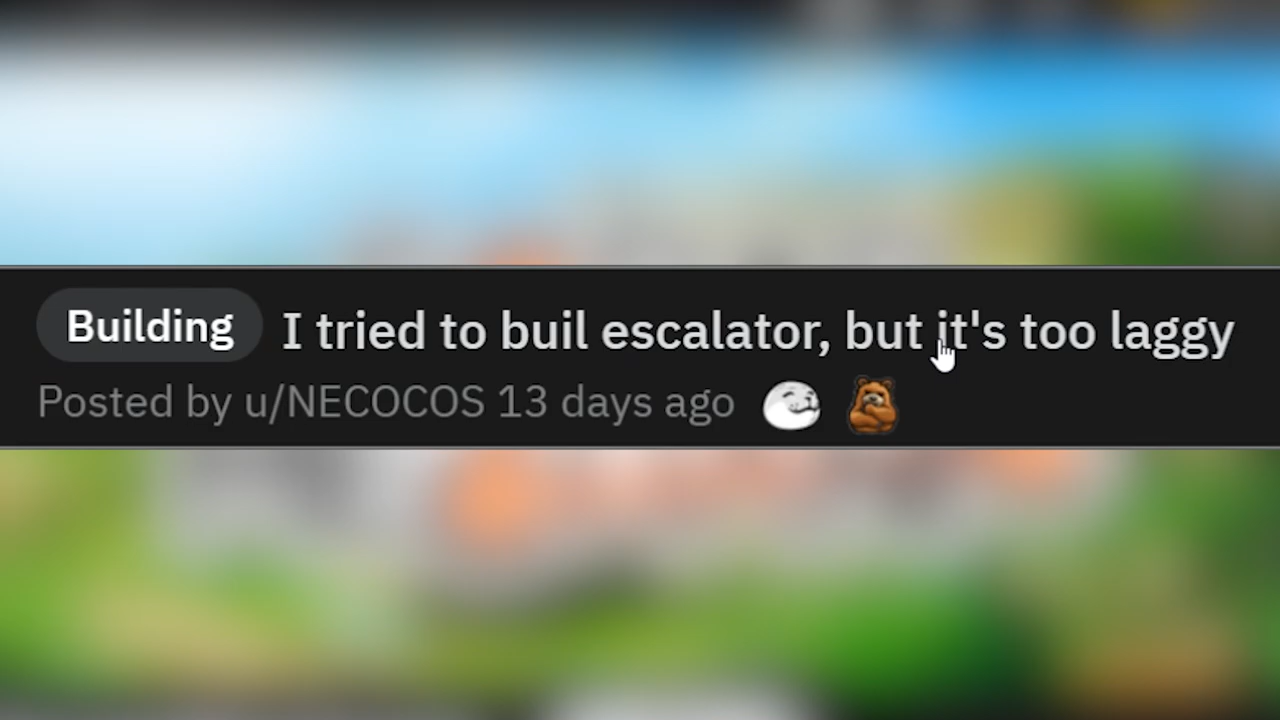 Building I tried to buil escalator, but it's too laggy
Posted by u/NECOCOS 13 days ago